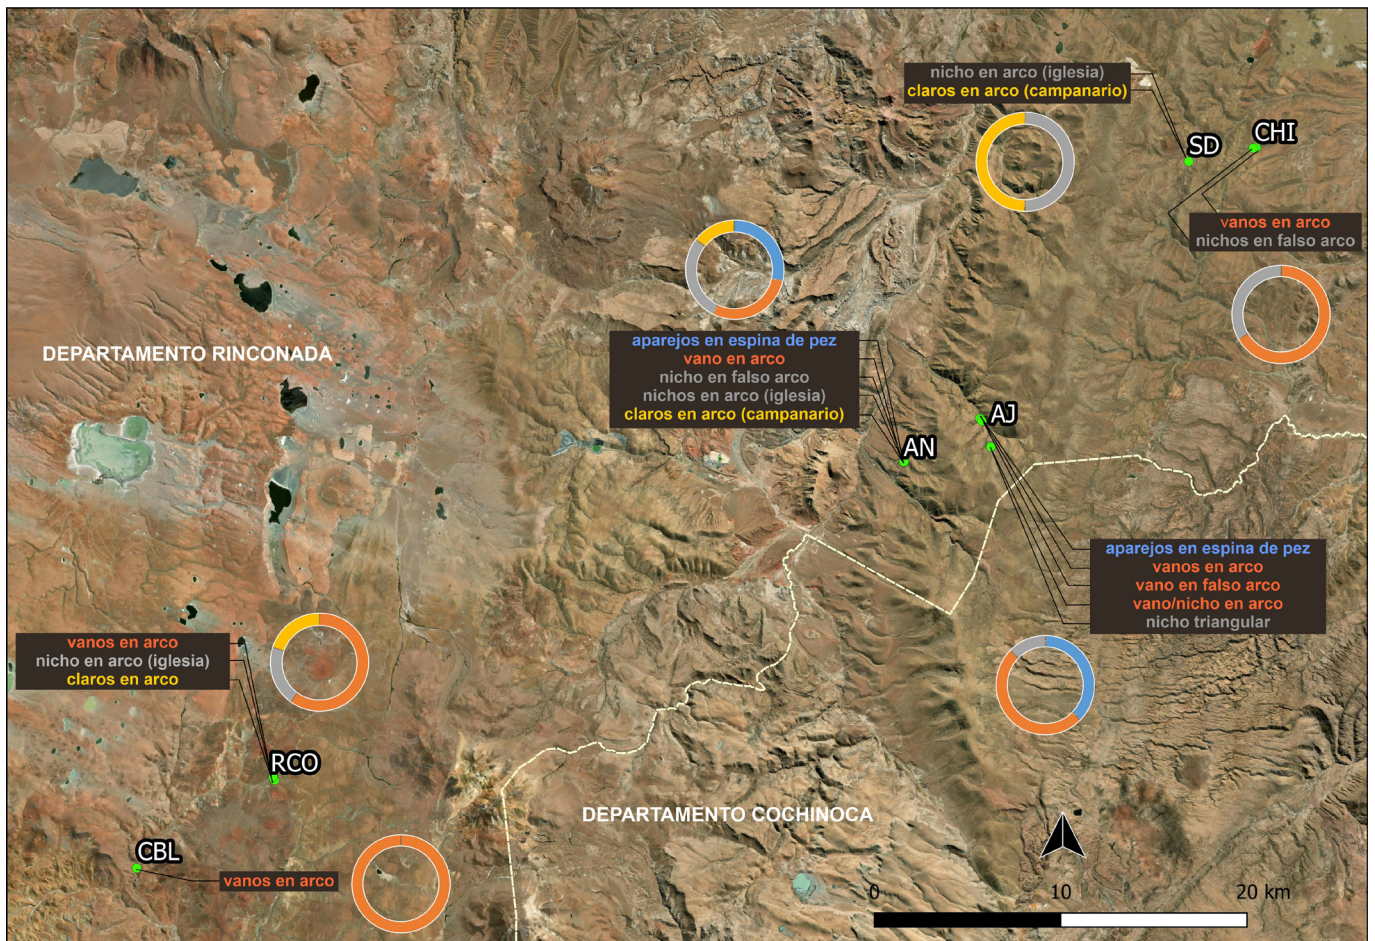 nicho en arco (iglesia)
claros en arco (campanario)
SD
CHI
vanos en arco
nichos en falso arco
DEPARTAMENTO RINCONADA
aparejos en espina de pez
vano en arco
nicho en falso arco
nichos en arco (iglesia)
claros en arco (campanario)
AJ
AN
aparejos en espina de pez
vanos en arco
vano en falso arco
vano/nicho en arco
nicho triangular
vanos en arco
nicho en arco (iglesia)
claros en arco
RCO
DEPARTAMENTO COCHINOCA
CBL
vanos en arco
0 10 20 km